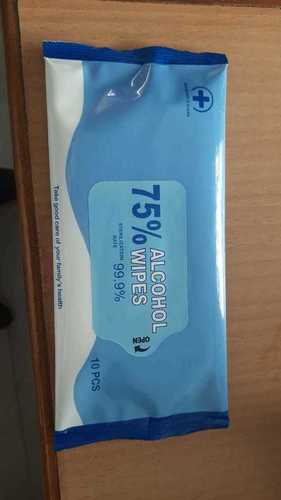 75% ALCOHOL
WIPES
STERILIZATION
RATE
99.9%
OPEN
10 PCS
Take good care of your family's health